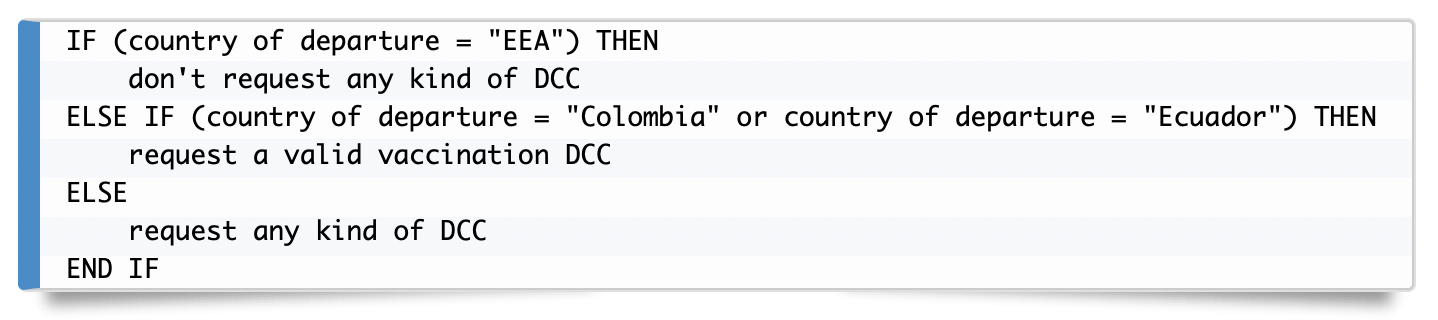 IF (country of departure = "EEA") THEN
    don't request any kind of DCC
ELSE IF (country of departure = "Colombia" or country of departure = "Ecuador") THEN
    request a valid vaccination DCC
ELSE
    request any kind of DCC
END IF